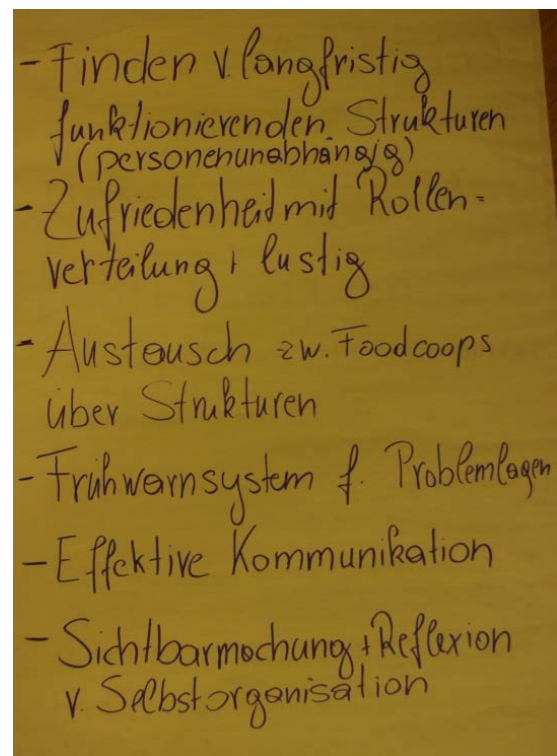 - Finden v. langfristig
funktionierenden Strukturen
(personenunabhängig)
- Zufriedenheit mit Rollen-
verteilung + lustig
- Austausch zw. Foodcoops
über Strukturen
- Frühwarnsystem f. Problemlagen
- Effektive Kommunikation
- Sichtbarmachung + Reflexion
v. Selbstorganisation